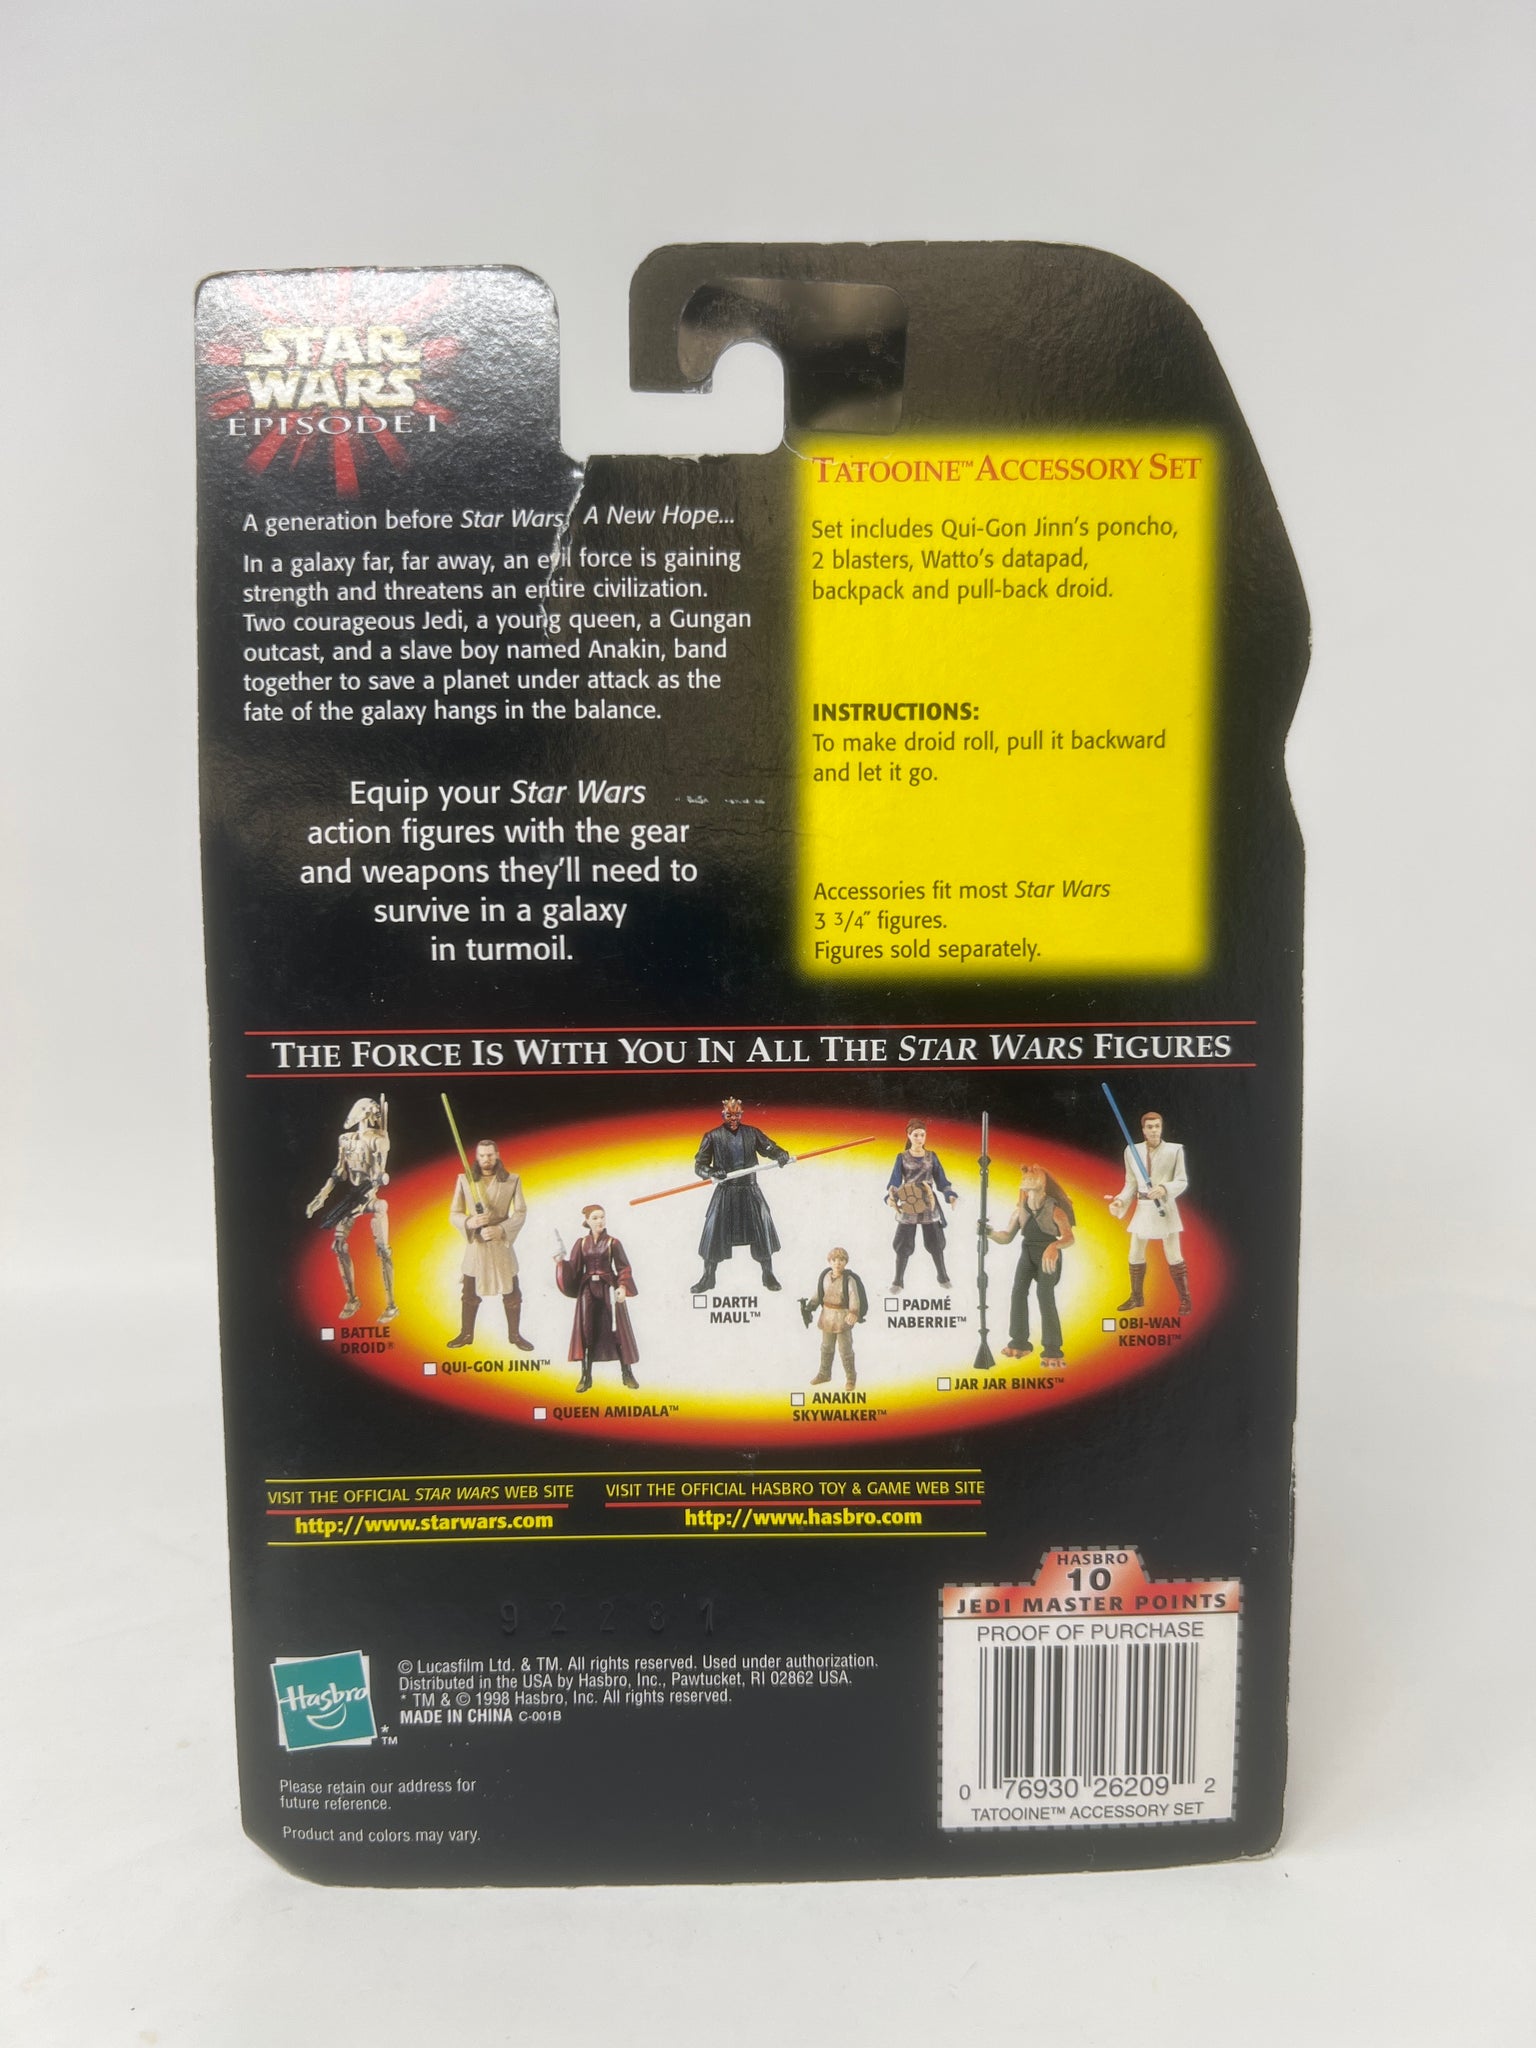 STAR
WARS
EPISODE I
A generation before Star Wars: A New Hope...
In a galaxy far, far away, an evil force is gaining
strength and threatens an entire civilization.
Two courageous Jedi, a young queen, a Gungan
outcast, and a slave boy named Anakin, band
together to save a planet under attack as the
fate of the galaxy hangs in the balance.
Equip your Star Wars
action figures with the gear
and weapons they'll need to
survive in a galaxy
in turmoil.
TATOOINE™ ACCESSORY SET
Set includes Qui-Gon Jinn's poncho,
2 blasters, Watto's datapad,
backpack and pull-back droid.
INSTRUCTIONS:
To make droid roll, pull it backward
and let it go.
Accessories fit most Star Wars
3 3/4" figures.
Figures sold separately.
THE FORCE IS WITH YOU IN ALL THE STAR WARS FIGURES
BATTLE
DROID®
QUI-GON JINN™
QUEEN AMIDALA™
DARTH
MAUL™
ANAKIN
SKYWALKER™
PADMÉ
NABERRIE™
JAR JAR BINKS™
OBI-WAN
KENOBI™
VISIT THE OFFICIAL STAR WARS WEB SITE
http://www.starwars.com
VISIT THE OFFICIAL HASBRO TOY & GAME WEB SITE
http://www.hasbro.com
92281
Hasbro
*
TM
© Lucasfilm Ltd. & TM. All rights reserved. Used under authorization.
Distributed in the USA by Hasbro, Inc., Pawtucket, RI 02862 USA.
* TM & © 1998 Hasbro, Inc. All rights reserved.
MADE IN CHINA C-001B
Please retain our address for
future reference.
Product and colors may vary.
HASBRO
10
JEDI MASTER POINTS
PROOF OF PURCHASE
0 76930 26209 2
TATOOINE™ ACCESSORY SET